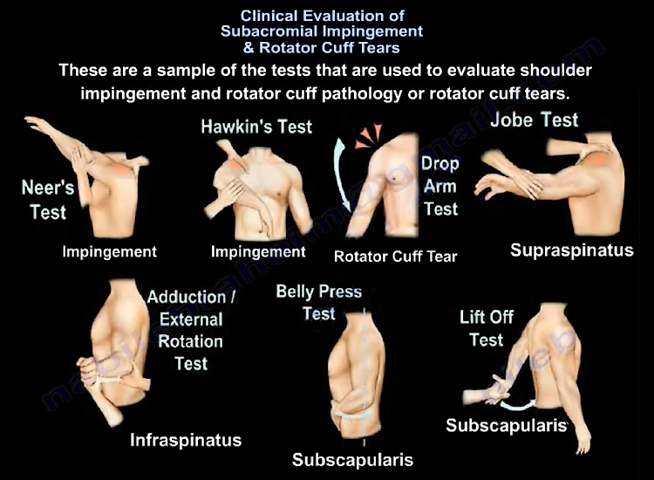 Clinical Evaluation of
Subacromial Impingement
& Rotator Cuff Tears
These are a sample of the tests that are used to evaluate shoulder
impingement and rotator cuff pathology or rotator cuff tears.
Neer's
Test
Impingement
Hawkin's Test
Impingement
Drop
Arm
Test
Rotator Cuff Tear
Jobe Test
Supraspinatus
Adduction /
External
Rotation
Test
Infraspinatus
Belly Press
Test
Subscapularis
Lift Off
Test
Subscapularis